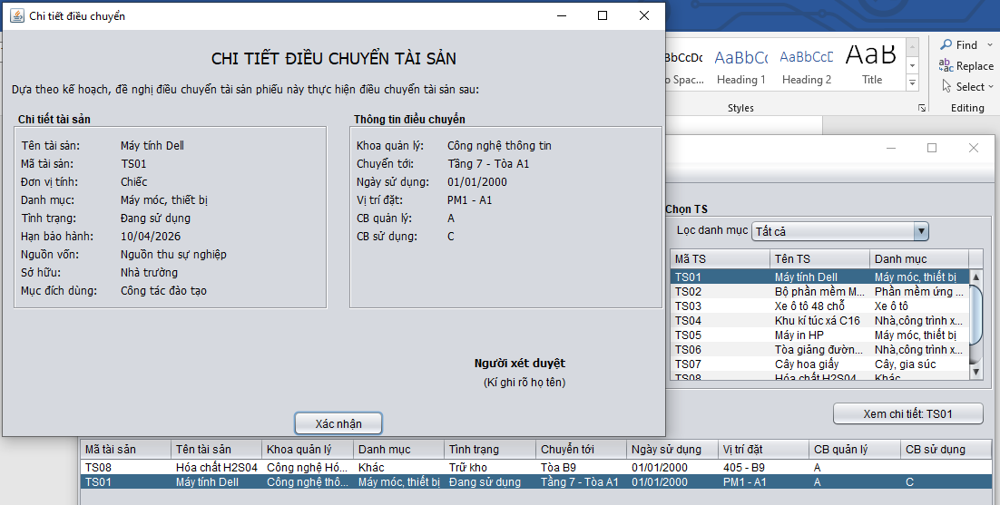 Chi tiết điều chuyển
CHI TIẾT ĐIỀU CHUYỂN TÀI SẢN
Dựa theo kế hoạch, đề nghị điều chuyển tài sản phiếu này thực hiện điều chuyển tài sản sau:
Chi tiết tài sản
Tên tài sản: Máy tính Dell
Mã tài sản: TS01
Đơn vị tính: Chiếc
Danh mục: Máy móc, thiết bị
Tình trạng: Đang sử dụng
Hạn bảo hành: 10/04/2026
Nguồn vốn: Nguồn thu sự nghiệp
Sở hữu: Nhà trường
Mục đích dùng: Công tác đào tạo
Thông tin điều chuyển
Khoa quản lý: Công nghệ thông tin
Chuyển tới: Tầng 7 - Tòa A1
Ngày sử dụng: 01/01/2000
Vị trí đặt: PM1 - A1
CB quản lý: A
CB sử dụng: C
Người xét duyệt
(Kí ghi rõ họ tên)
Xác nhận
AaBbCc AaBbCcD AaB
Spac... Heading 1 Heading 2 Title
Styles
Find
Replace
Select
Editing
Chọn TS
Lọc danh mục Tất cả
Mã TS Tên TS Danh mục
TS01 Máy tính Dell Máy móc, thiết bị
TS02 Bộ phần mềm M... Phần mềm ứng ...
TS03 Xe ô tô 48 chỗ Xe ô tô
TS04 Khu kí túc xá C16 Nhà,công trình x...
TS05 Máy in HP Máy móc, thiết bị
TS06 Tòa giảng đườn... Nhà,công trình x...
TS07 Cây hoa giấy Cây, gia súc
TS08 Hóa chất H2S04 Khác
Xem chi tiết: TS01
Mã tài sản Tên tài sản Khoa quản lý Danh mục Tình trạng Chuyển tới Ngày sử dụng Vị trí đặt CB quản lý CB sử dụng
TS08 Hóa chất H2S04 Công nghệ Hó... Khác Trữ kho Tòa B9 01/01/2000 405 - B9 A
TS01 Máy tính Dell Công nghệ thô... Máy móc, thiết bị Đang sử dụng Tầng 7 - Tòa A1 01/01/2000 PM1 - A1 A C